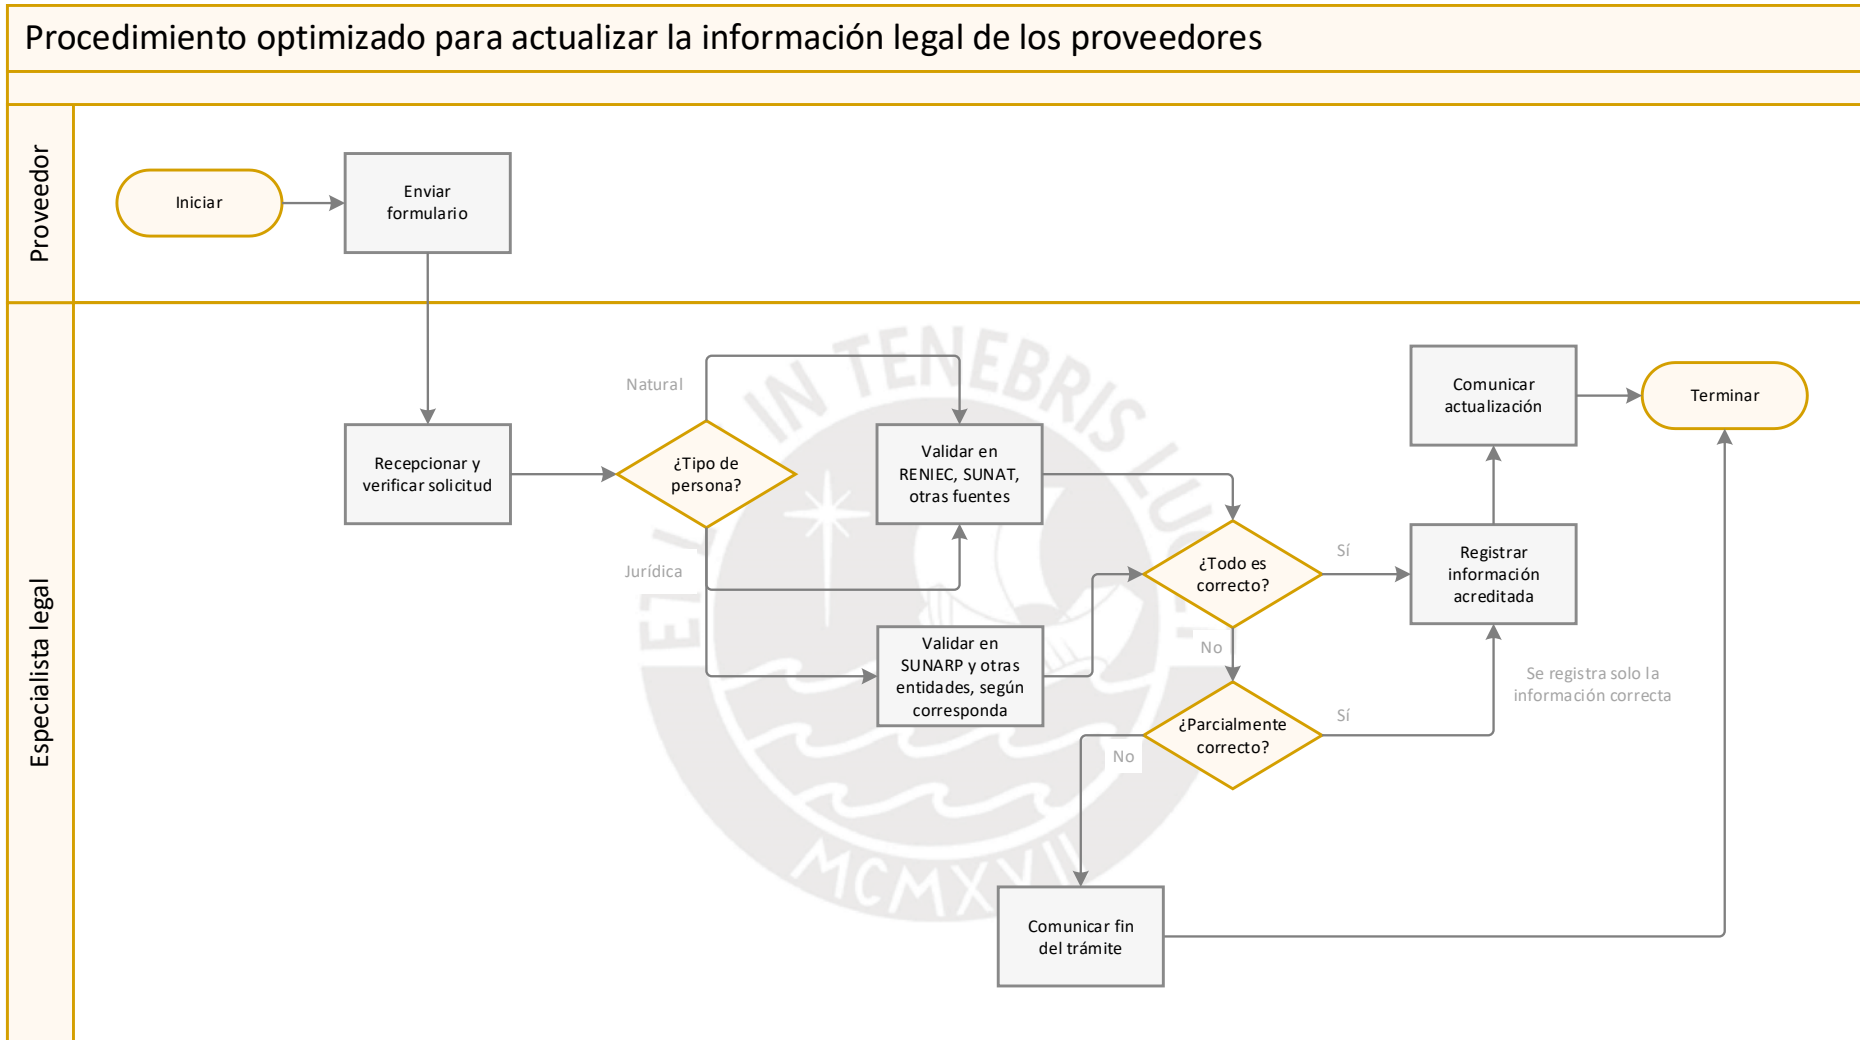 Procedimiento optimizado para actualizar la información legal de los proveedores
Proveedor
Iniciar
Enviar
formulario
Especialista legal
Recepcionar y
verificar solicitud
¿Tipo de
persona?
Natural
Jurídica
Validar en
RENIEC, SUNAT,
otras fuentes
Validar en
SUNARP y otras
entidades, según
corresponda
¿Todo es
correcto?
Sí
No
¿Parcialmente
correcto?
Sí
No
Se registra solo la
información correcta
Registrar
información
acreditada
Comunicar
actualización
Terminar
Comunicar fin
del trámite
IN TENEBRIS
MCMXVII